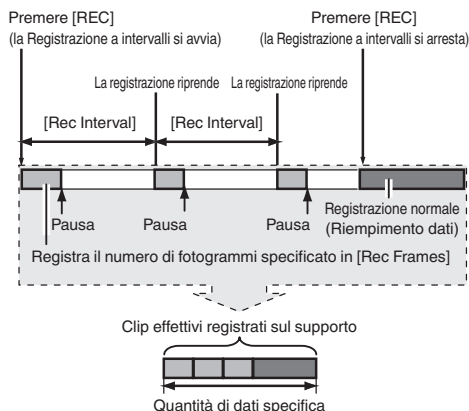 Premere [REC]
(la Registrazione a intervalli si avvia)
Premere [REC]
(la Registrazione a intervalli si arresta)
La registrazione riprende
La registrazione riprende
[Rec Interval]
[Rec Interval]
Pausa
Pausa
Pausa
Registrazione normale
(Riempimento dati)
Registra il numero di fotogrammi specificato in [Rec Frames]
Clip effettivi registrati sul supporto
Quantità di dati specifica